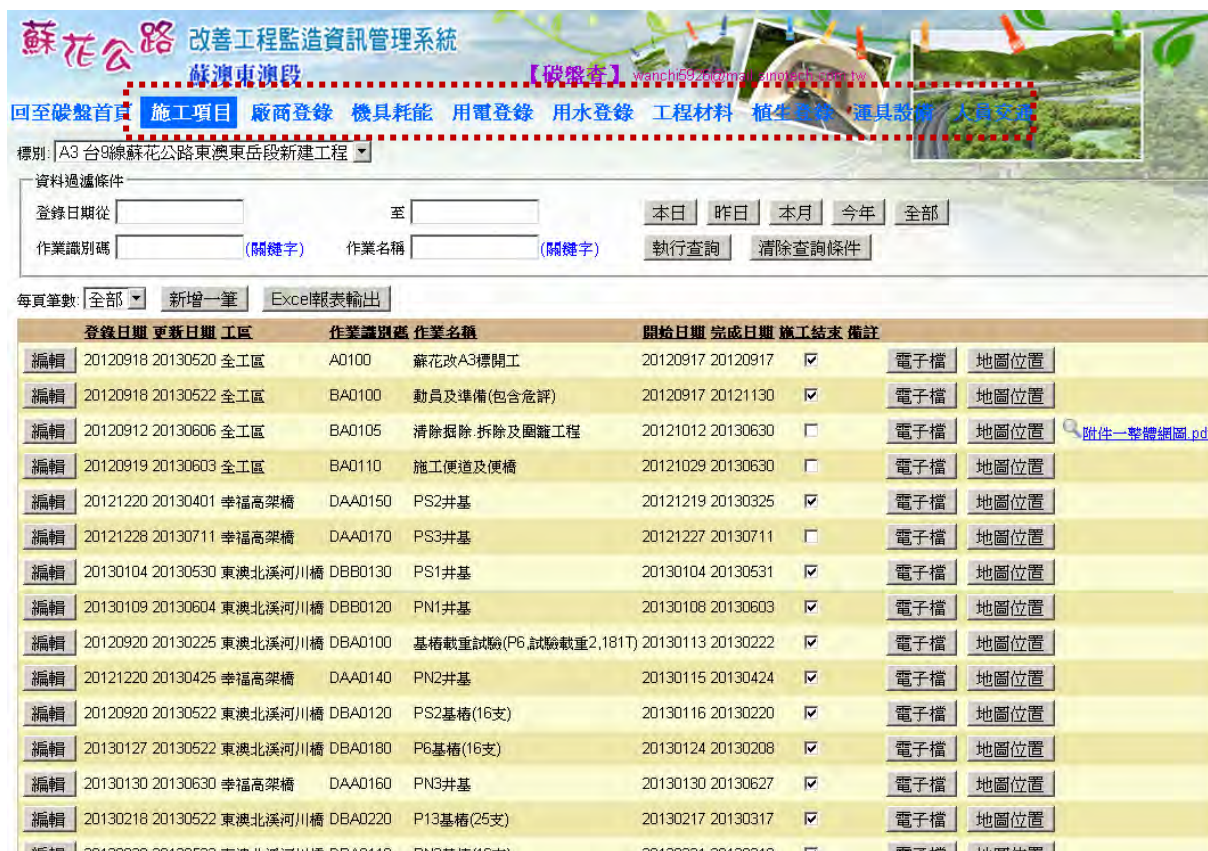 蘇花公路 改善工程監造資訊管理系統
蘇澳東澳段 【碳盤查】
回至碳盤首頁 施工項目 廠商登錄 機具耗能 用電登錄 用水登錄 工程材料 植生登錄 運具設備 人員交通
標別: A3 台9線蘇花公路東澳東岳段新建工程
資料過濾條件
登錄日期從 至 本日 昨日 本月 今年 全部
作業識別碼 (關鍵字) 作業名稱 (關鍵字) 執行查詢 清除查詢條件
每頁筆數: 全部 新增一筆 Excel報表輸出
登錄日期 更新日期 工區 作業識別碼 作業名稱 開始日期 完成日期 施工結束 備註
編輯 20120918 20130520 全工區 A0100 蘇花改A3標開工 20120917 20120917 電子檔 地圖位置
編輯 20120918 20130522 全工區 BA0100 動員及準備(包含危評) 20120917 20121130 電子檔 地圖位置
編輯 20120912 20130606 全工區 BA0105 清除掘除.拆除及圍籬工程 20121012 20130630 電子檔 地圖位置 附件一整體網圖.pd
編輯 20120919 20130603 全工區 BA0110 施工便道及便橋 20121029 20130630 電子檔 地圖位置
編輯 20121220 20130401 幸福高架橋 DAA0150 PS2井基 20121219 20130325 電子檔 地圖位置
編輯 20121228 20130711 幸福高架橋 DAA0170 PS3井基 20121227 20130711 電子檔 地圖位置
編輯 20130104 20130530 東澳北溪河川橋 DBB0130 PS1井基 20130104 20130531 電子檔 地圖位置
編輯 20130109 20130604 東澳北溪河川橋 DBB0120 PN1井基 20130108 20130603 電子檔 地圖位置
編輯 20120920 20130225 東澳北溪河川橋 DBA0100 基樁載重試驗(P6,試驗載重2,181T) 20130113 20130222 電子檔 地圖位置
編輯 20121220 20130425 幸福高架橋 DAA0140 PN2井基 20130115 20130424 電子檔 地圖位置
編輯 20120920 20130522 東澳北溪河川橋 DBA0120 PS2基樁(16支) 20130116 20130220 電子檔 地圖位置
編輯 20130127 20130522 東澳北溪河川橋 DBA0180 P6基樁(16支) 20130124 20130208 電子檔 地圖位置
編輯 20130130 20130630 幸福高架橋 DAA0160 PN3井基 20130130 20130627 電子檔 地圖位置
編輯 20130218 20130522 東澳北溪河川橋 DBA0220 P13基樁(25支) 20130217 20130317 電子檔 地圖位置